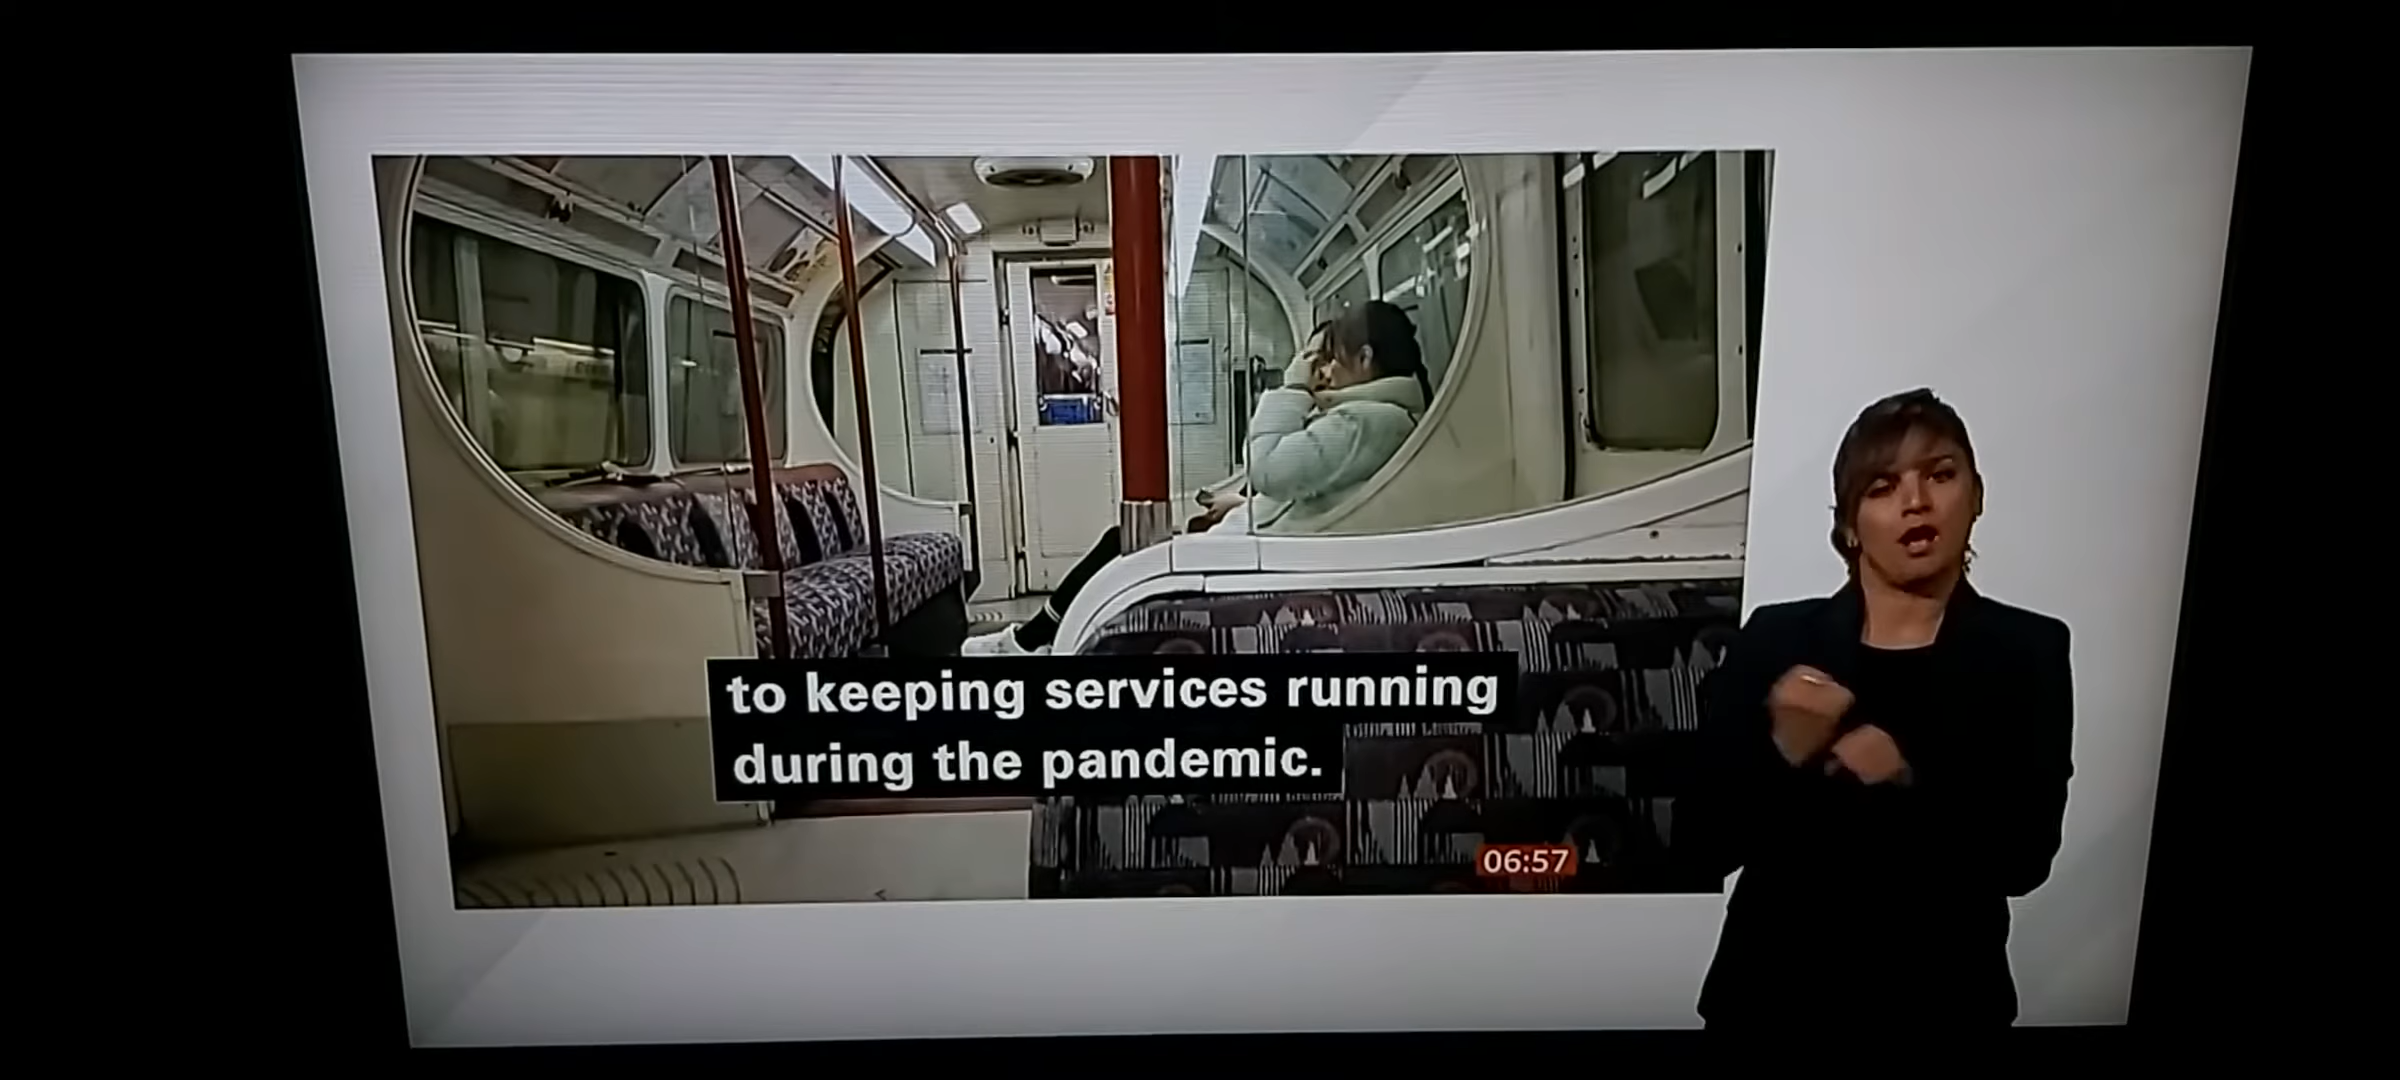 to keeping services running
during the pandemic.
06:57